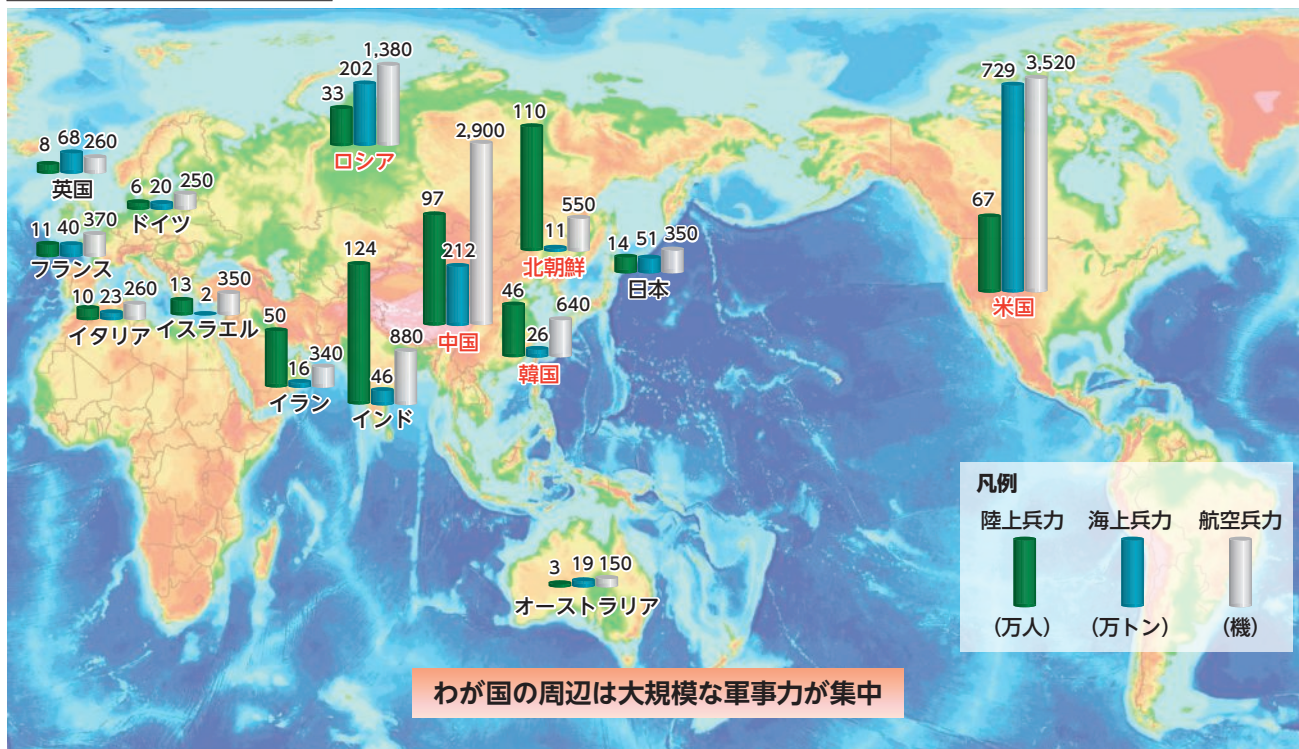 1,380
202
33
ロシア
8 68 260
英国
6 20 250
ドイツ
11 40 370
フランス
10 23 260
イタリア
13 2 350
イスラエル
50 16 340
イラン
124 46 880
インド
97 212 2,900
中国
110 11 550
北朝鮮
46 26 640
韓国
14 51 350
日本
67 729 3,520
米国
3 19 150
オーストラリア
凡例
陸上兵力 海上兵力 航空兵力
（万人） （万トン） （機）
わが国の周辺は大規模な軍事力が集中